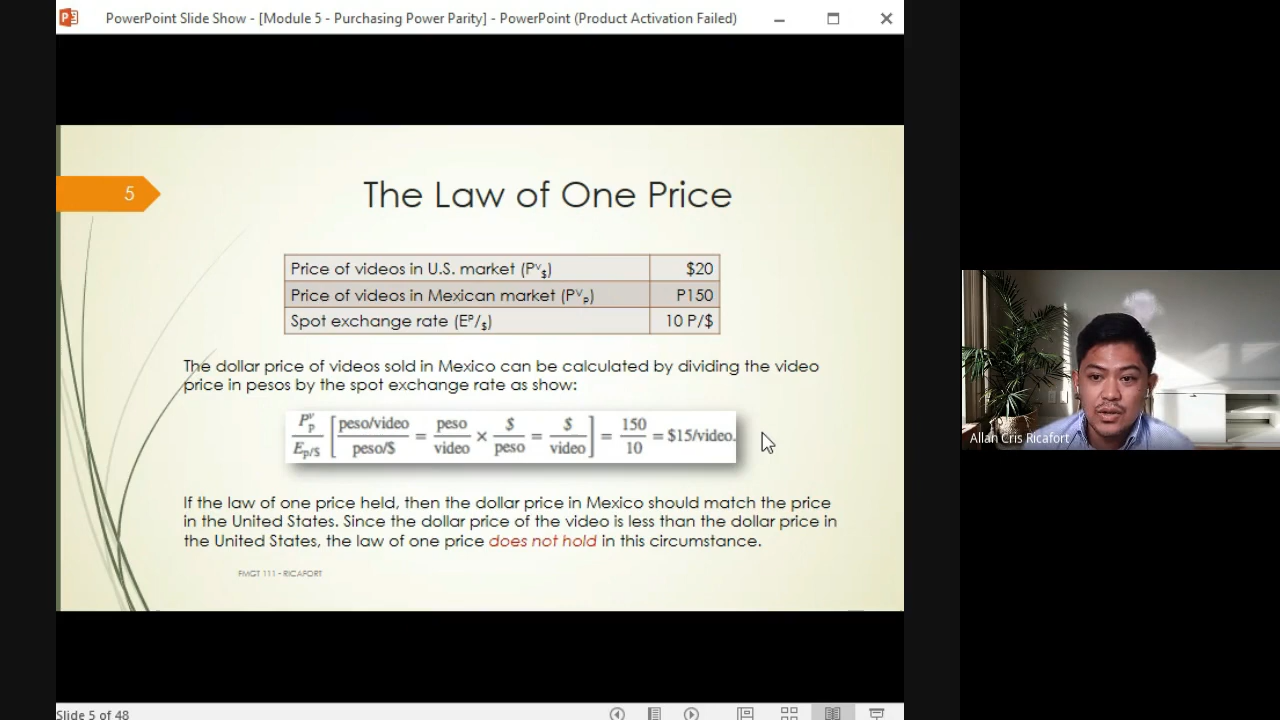 PowerPoint Slide Show - [Module 5 - Purchasing Power Parity] - PowerPoint (Product Activation Failed)
5
The Law of One Price
Price of videos in U.S. market (Pv$) $20
Price of videos in Mexican market (Pvp) P150
Spot exchange rate (EP/$) 10 P/$
The dollar price of videos sold in Mexico can be calculated by dividing the video
price in pesos by the spot exchange rate as show:
Pvp/Ep/$ [peso/video / peso/$ = peso/video × $/peso = $/video] = 150/10 = $15/video.
If the law of one price held, then the dollar price in Mexico should match the price
in the United States. Since the dollar price of the video is less than the dollar price in
the United States, the law of one price does not hold in this circumstance.
FMGT 111 - RICAFORT
Allan Cris Ricafort
Slide 5 of 48